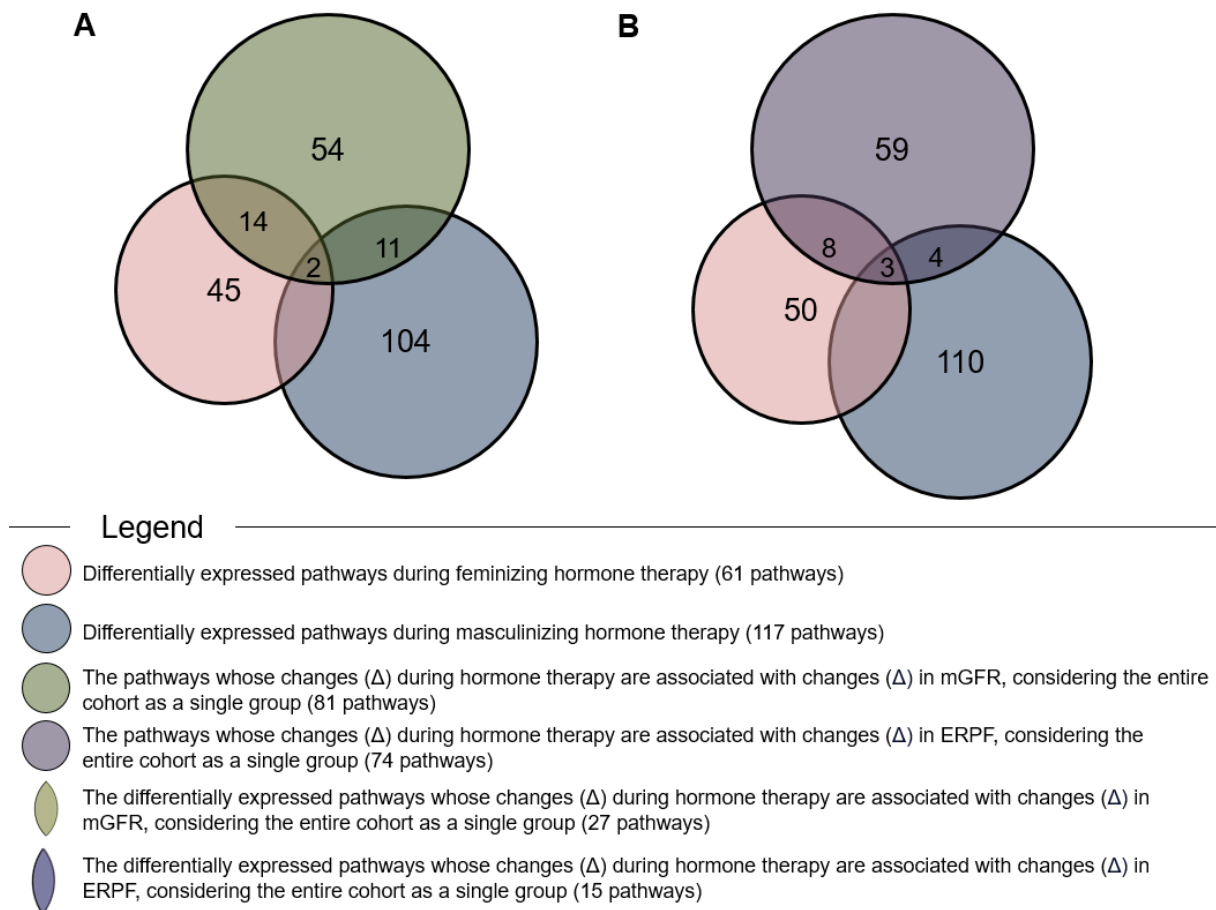 A
B
54
59
14
11
8
4
2
3
45
50
104
110
Legend
Differentially expressed pathways during feminizing hormone therapy (61 pathways)
Differentially expressed pathways during masculinizing hormone therapy (117 pathways)
The pathways whose changes (Δ) during hormone therapy are associated with changes (Δ) in mGFR, considering the entire
cohort as a single group (81 pathways)
The pathways whose changes (Δ) during hormone therapy are associated with changes (Δ) in ERPF, considering the
entire cohort as a single group (74 pathways)
The differentially expressed pathways whose changes (Δ) during hormone therapy are associated with changes (Δ) in
mGFR, considering the entire cohort as a single group (27 pathways)
The differentially expressed pathways whose changes (Δ) during hormone therapy are associated with changes (Δ) in
ERPF, considering the entire cohort as a single group (15 pathways)